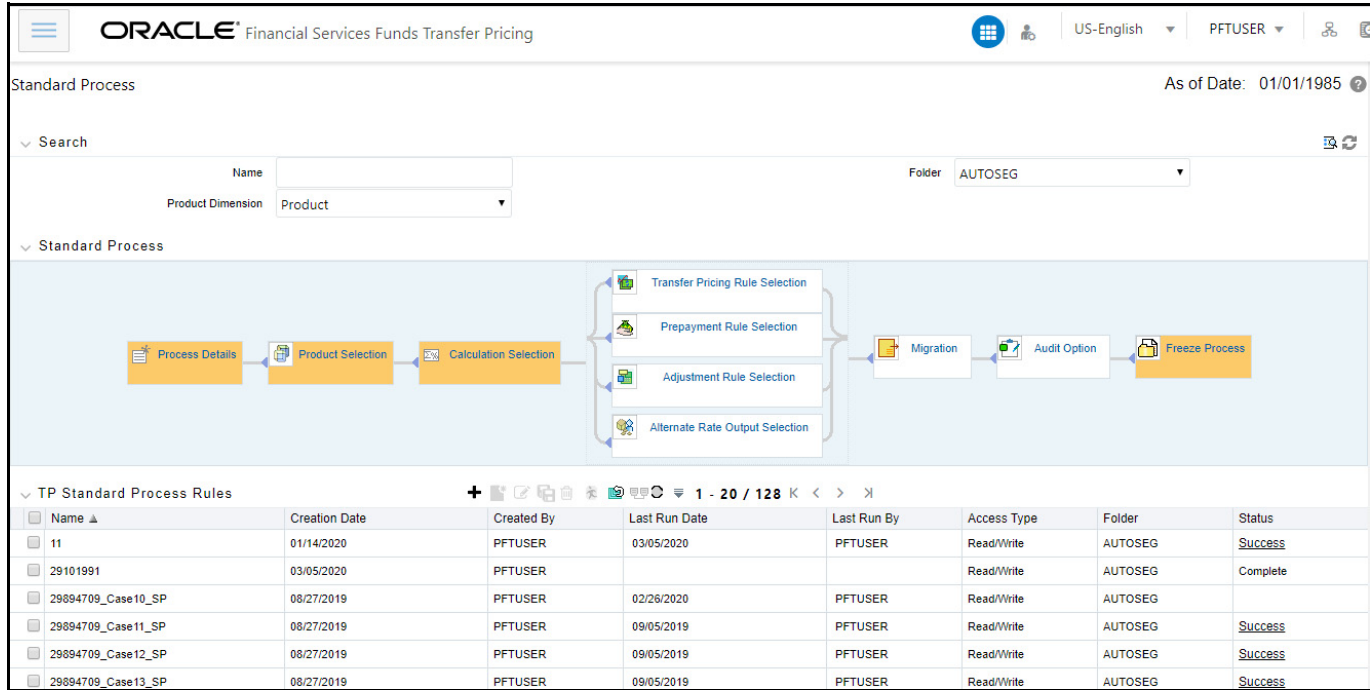 ORACLE Financial Services Funds Transfer Pricing US-English PFTUSER
Standard Process As of Date: 01/01/1985
Search
Name Folder AUTOSEG
Product Dimension Product
Standard Process
Transfer Pricing Rule Selection
Prepayment Rule Selection
Process Details Product Selection Calculation Selection Migration Audit Option Freeze Process
Adjustment Rule Selection
Alternate Rate Output Selection
TP Standard Process Rules 1 - 20 / 128
Name Creation Date Created By Last Run Date Last Run By Access Type Folder Status
11 01/14/2020 PFTUSER 03/05/2020 PFTUSER Read/Write AUTOSEG Success
29101991 03/05/2020 PFTUSER Read/Write AUTOSEG Complete
29894709_Case10_SP 08/27/2019 PFTUSER 02/26/2020 PFTUSER Read/Write AUTOSEG
29894709_Case11_SP 08/27/2019 PFTUSER 09/05/2019 PFTUSER Read/Write AUTOSEG Success
29894709_Case12_SP 08/27/2019 PFTUSER 09/05/2019 PFTUSER Read/Write AUTOSEG Success
29894709_Case13_SP 08/27/2019 PFTUSER 09/05/2019 PFTUSER Read/Write AUTOSEG Success